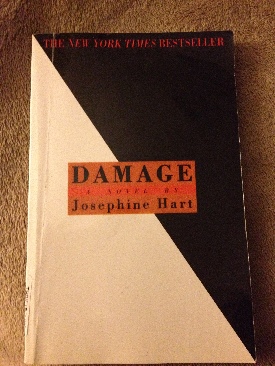 THE NEW YORK TIMES BESTSELLER
DAMAGE
A NOVEL BY
Josephine Hart